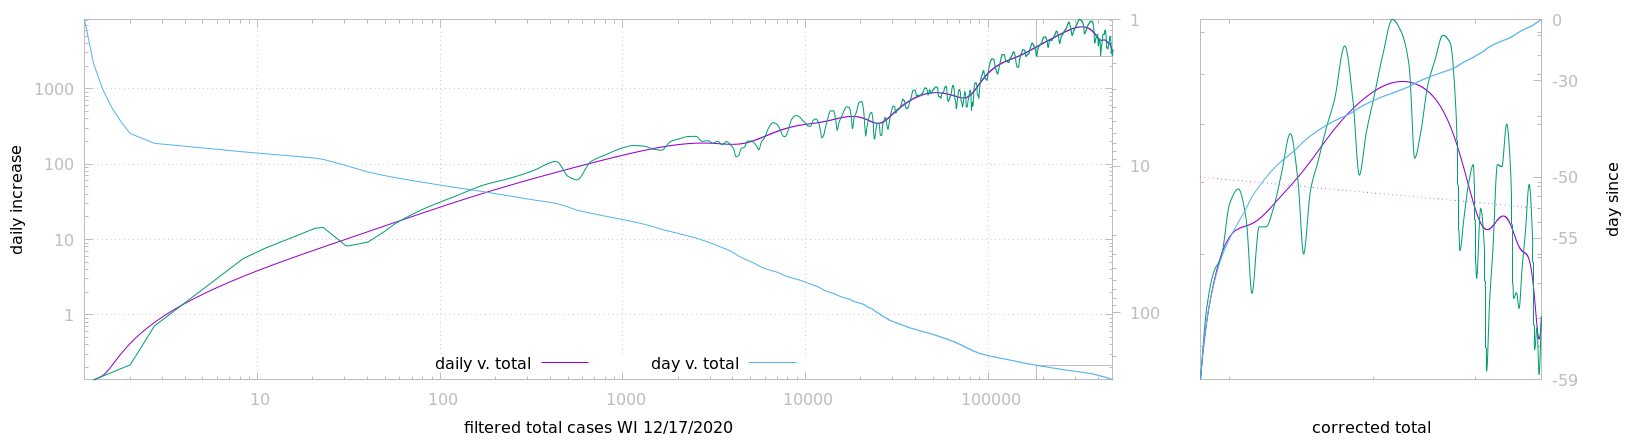 daily increase
1000
100
10
1
10
100
1000
10000
100000
filtered total cases WI 12/17/2020
daily v. total
day v. total
1
10
100
0
-30
-50
-55
-59
day since
corrected total